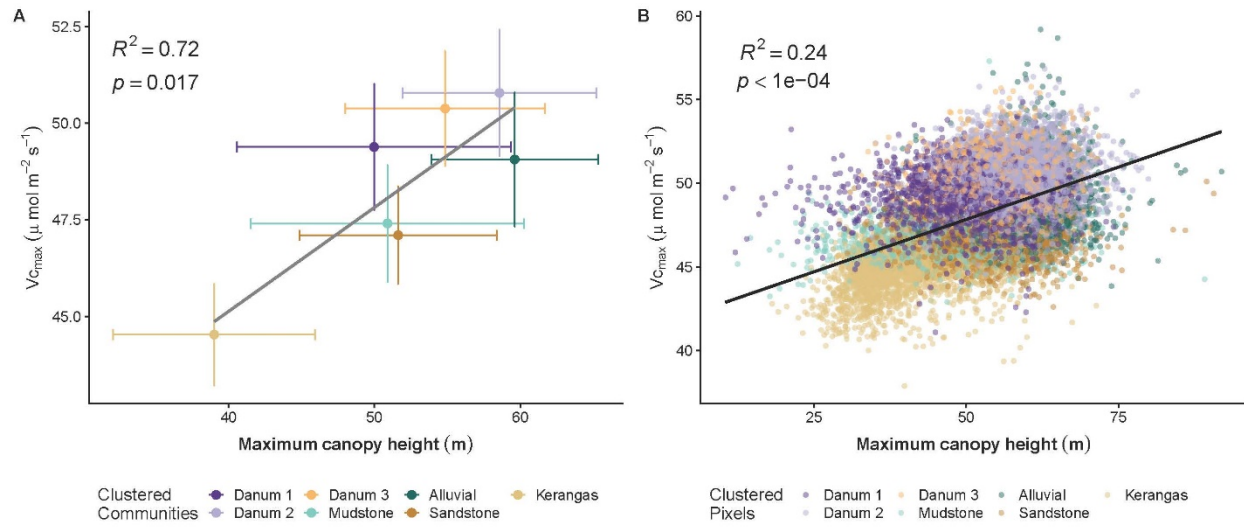 A
R² = 0.72
p = 0.017
52.5
50.0
47.5
45.0
Vcmax (μ mol m⁻² s⁻¹)
40
50
60
Maximum canopy height (m)
Clustered
Communities
Danum 1
Danum 3
Alluvial
Kerangas
Danum 2
Mudstone
Sandstone
B
R² = 0.24
p < 1e−04
60
55
50
45
40
Vcmax (μ mol m⁻² s⁻¹)
25
50
75
Maximum canopy height (m)
Clustered
Pixels
Danum 1
Danum 3
Alluvial
Kerangas
Danum 2
Mudstone
Sandstone